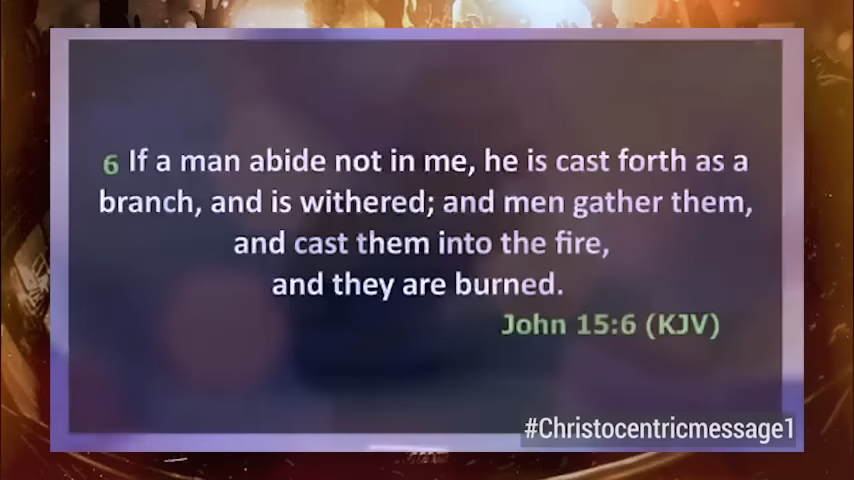 6 If a man abide not in me, he is cast forth as a
branch, and is withered; and men gather them,
and cast them into the fire,
and they are burned.
John 15:6 (KJV)
#Christocentricmessage1